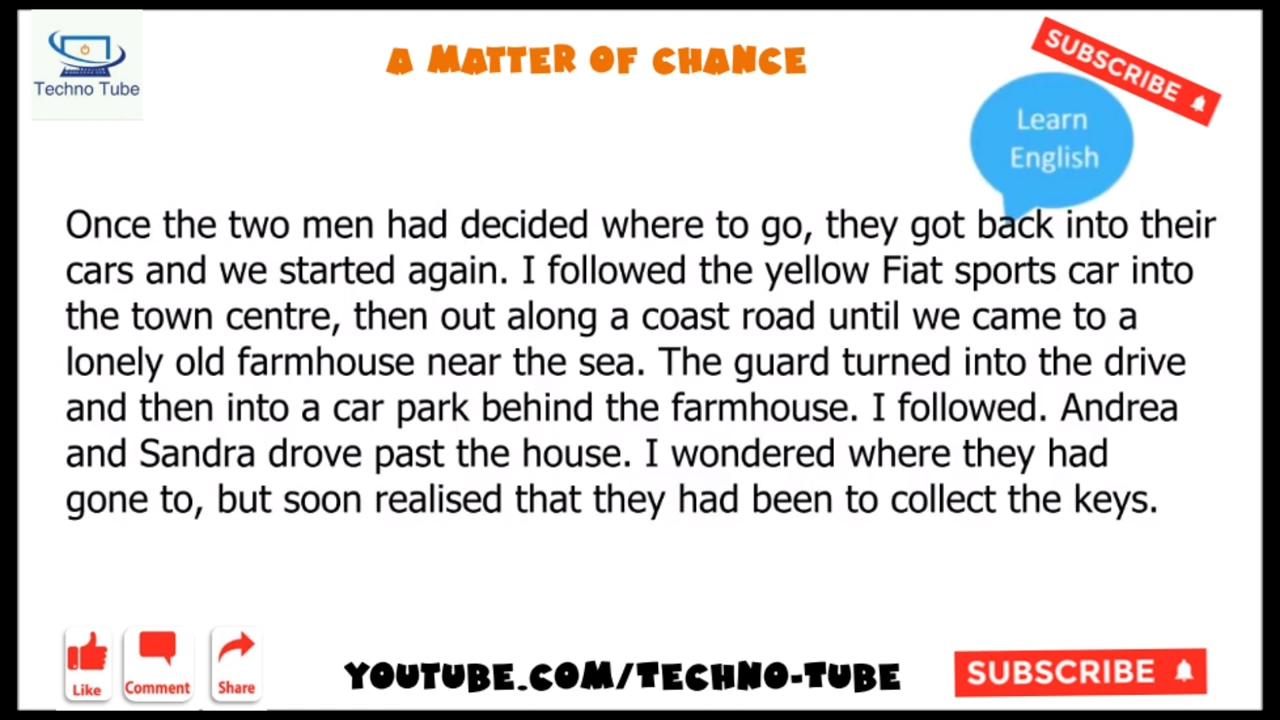 A MATTER OF CHANCE
SUBSCRIBE
Techno Tube
Learn
English
Once the two men had decided where to go, they got back into their
cars and we started again. I followed the yellow Fiat sports car into
the town centre, then out along a coast road until we came to a
lonely old farmhouse near the sea. The guard turned into the drive
and then into a car park behind the farmhouse. I followed. Andrea
and Sandra drove past the house. I wondered where they had
gone to, but soon realised that they had been to collect the keys.
Like
Comment
Share
YOUTUBE.COM/TECHNO-TUBE
SUBSCRIBE